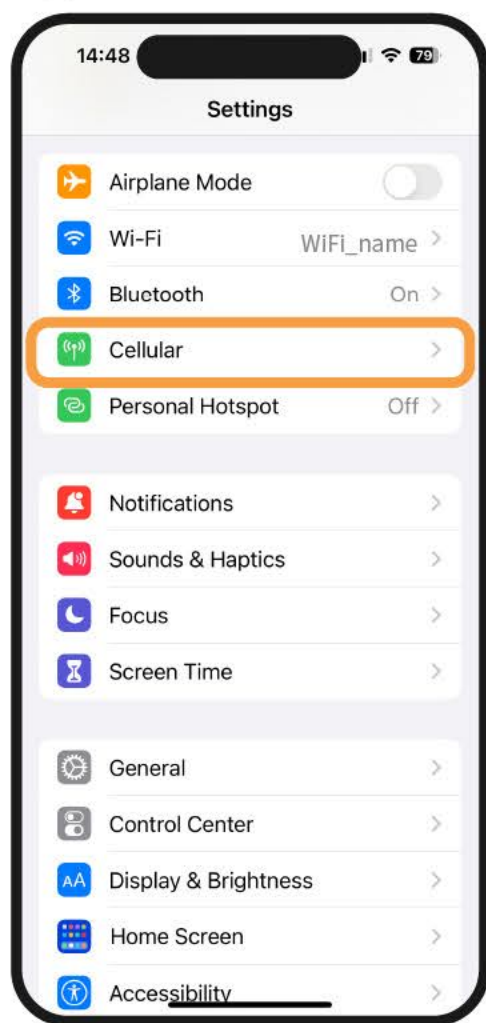 14:48 79
Settings
Airplane Mode
Wi-Fi WiFi_name
Bluetooth On
Cellular
Personal Hotspot Off
Notifications
Sounds & Haptics
Focus
Screen Time
General
Control Center
AA Display & Brightness
Home Screen
Accessibility